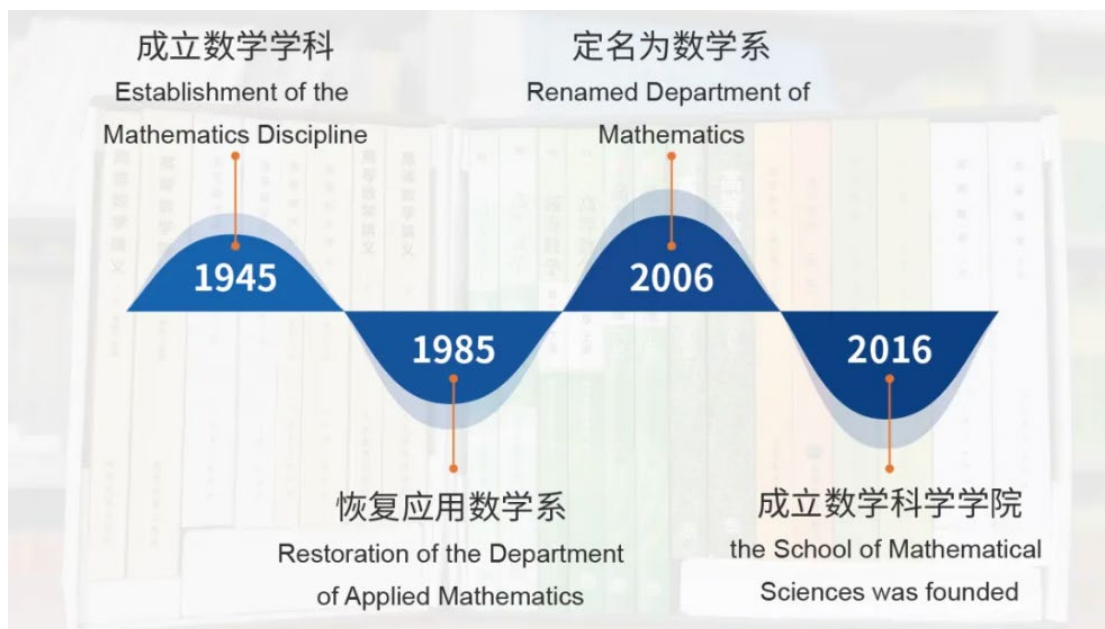 成立数学学科
Establishment of the
Mathematics Discipline
1945
1985
恢复应用数学系
Restoration of the Department
of Applied Mathematics
定名为数学系
Renamed Department of
Mathematics
2006
2016
成立数学科学学院
the School of Mathematical
Sciences was founded